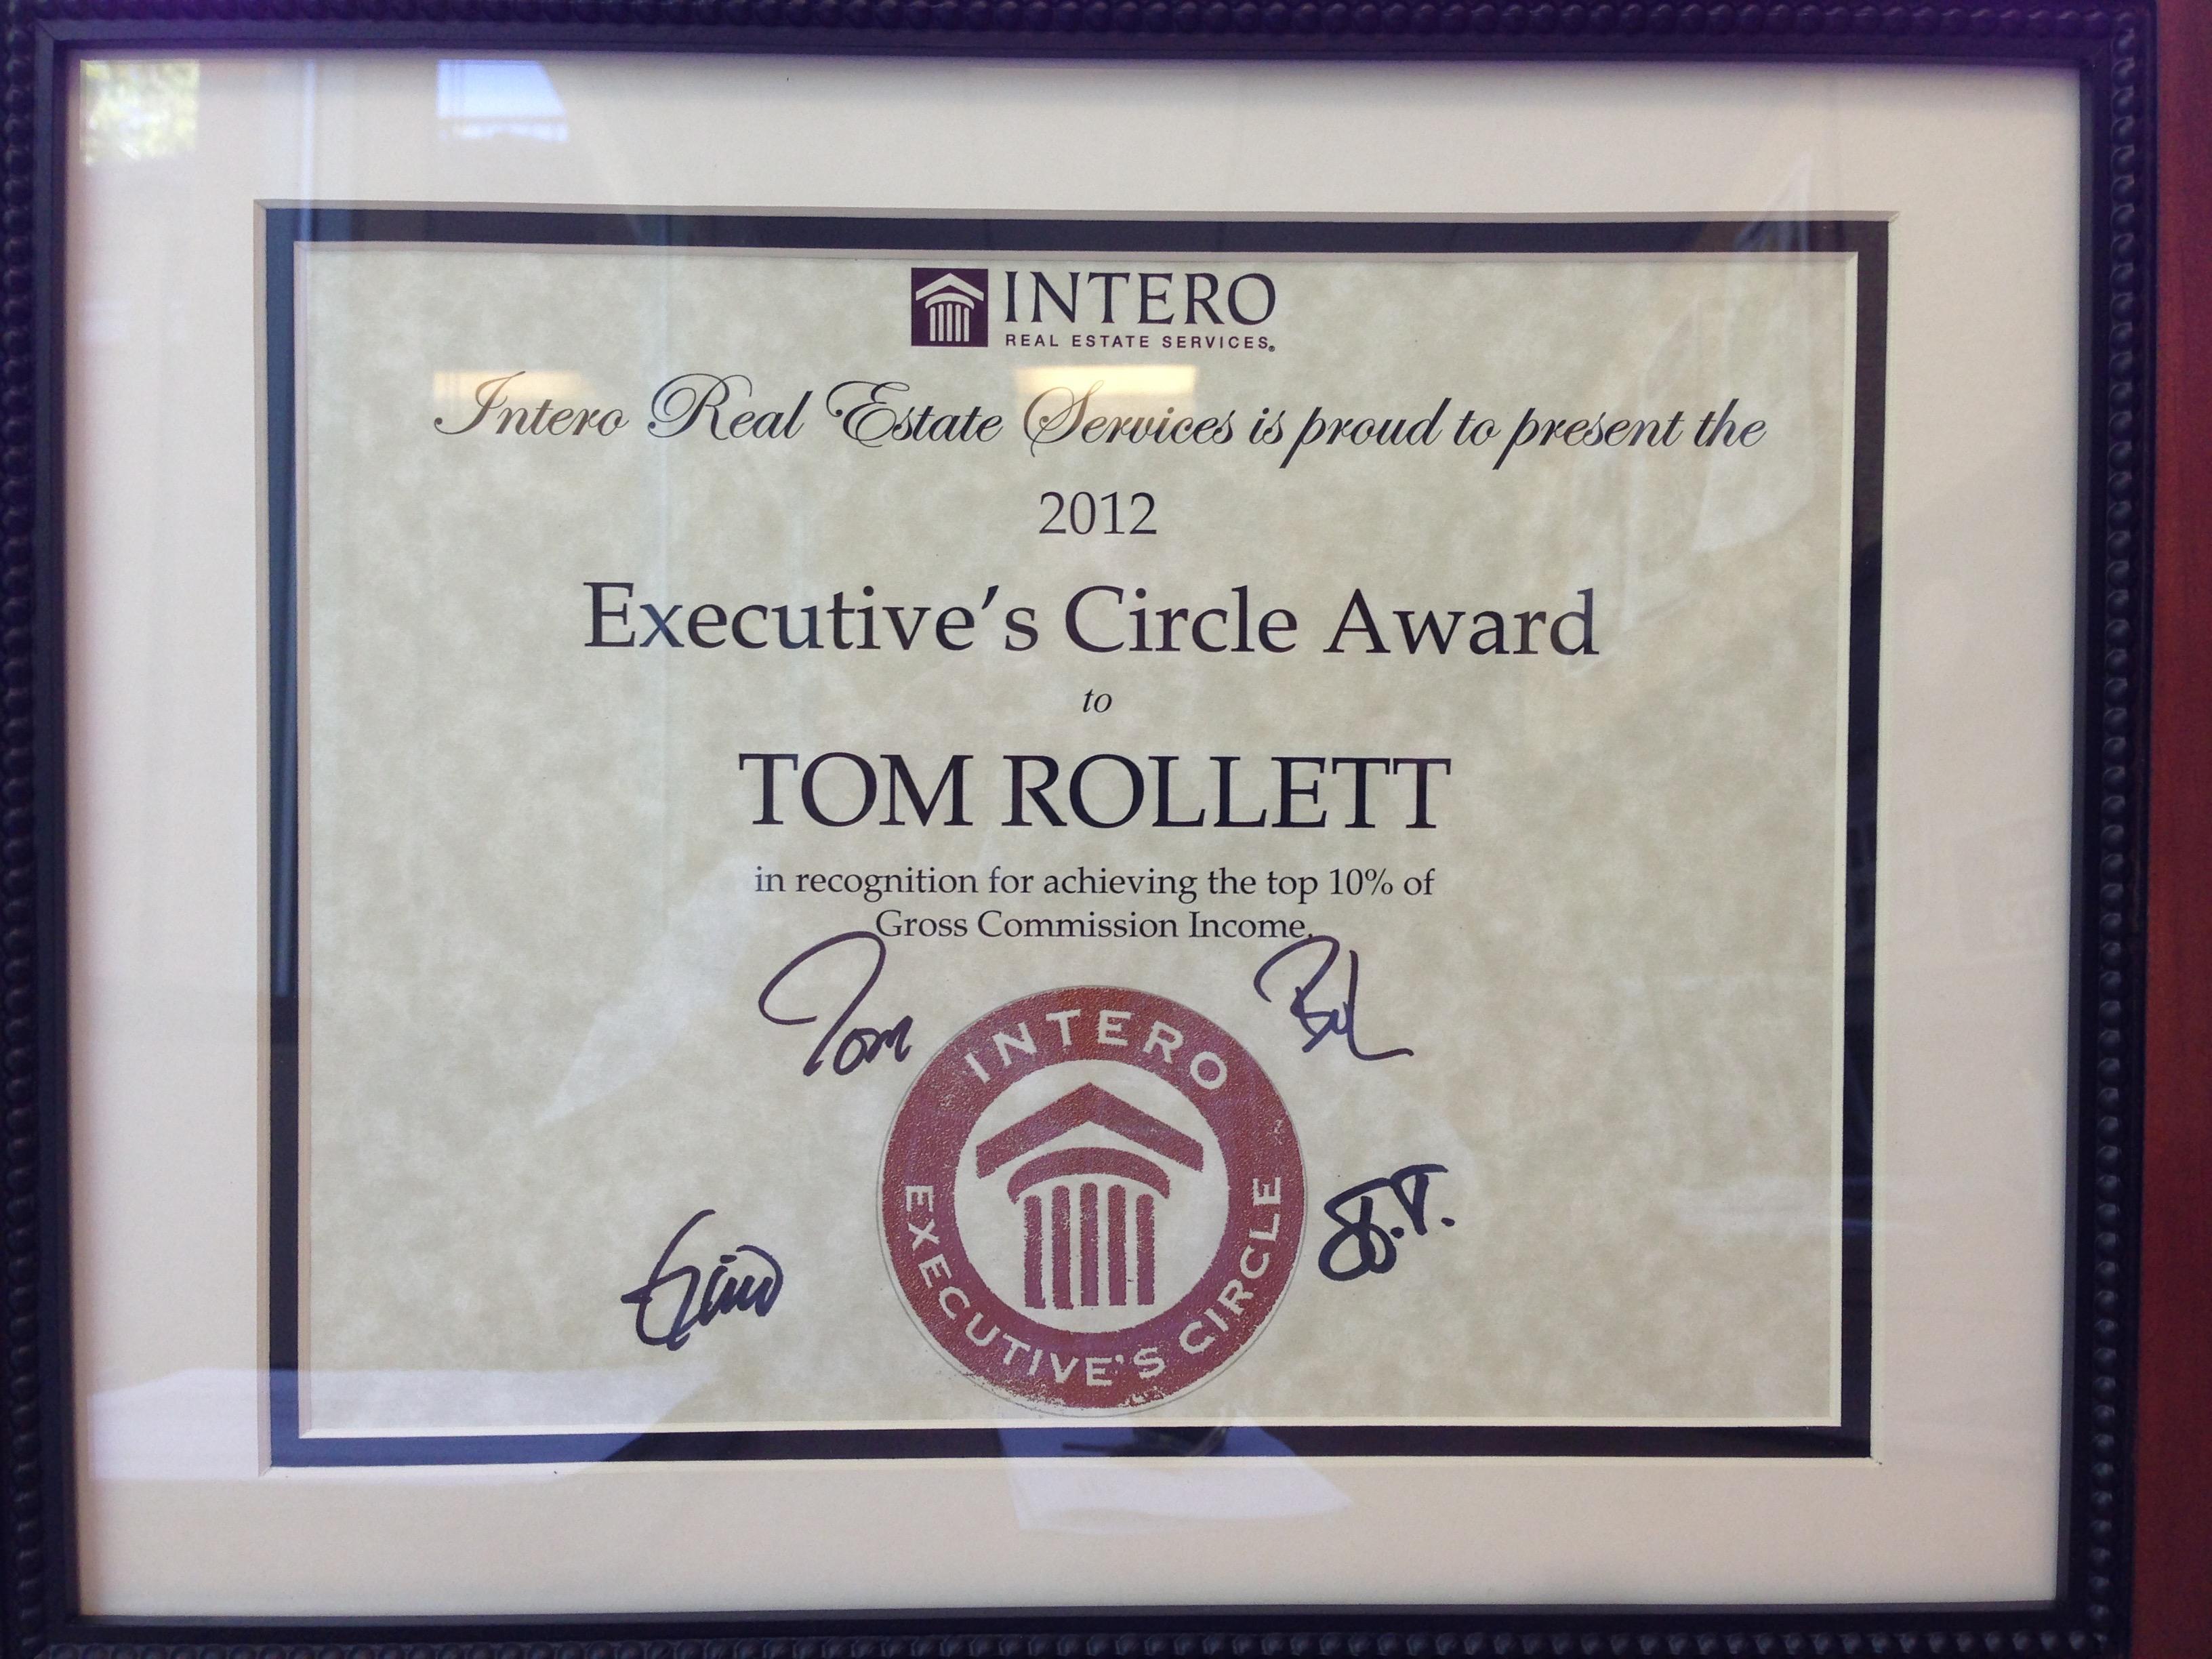 INTERO
REAL ESTATE SERVICES®
Intero Real Estate Services is proud to present the
2012
Executive's Circle Award
to
TOM ROLLETT
in recognition for achieving the top 10% of
Gross Commission Income.
Tom
INTERO
EXECUTIVE'S CIRCLE
Gino